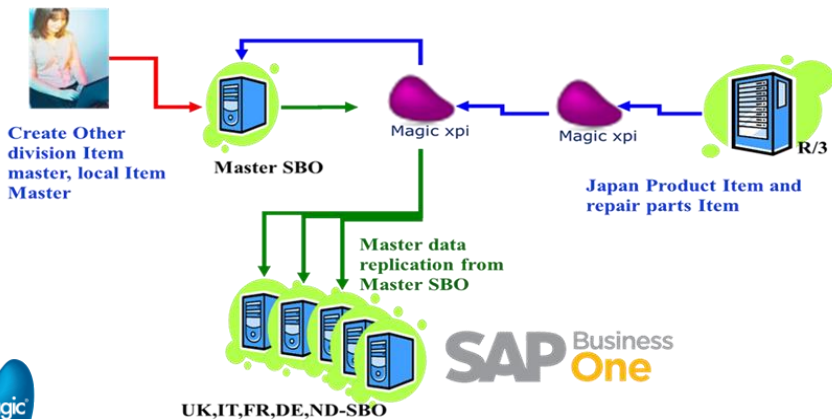 Create Other
division Item
master, local Item
Master
Master SBO
Magic xpi
Magic xpi
R/3
Japan Product Item and
repair parts Item
Master data
replication from
Master SBO
SAP Business
One
UK,IT,FR,DE,ND-SBO